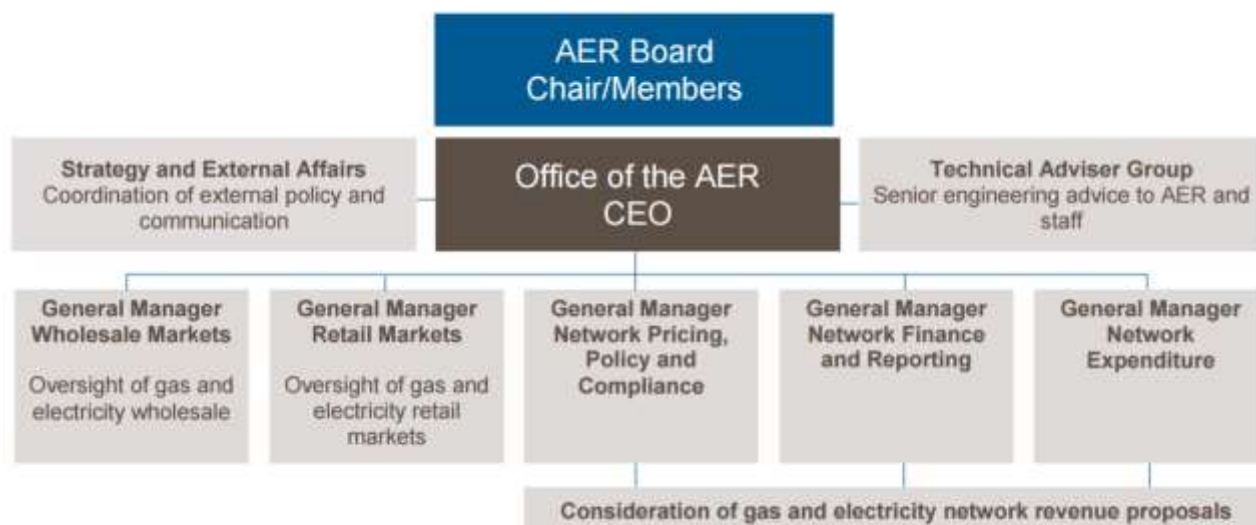 AER Board
Chair/Members
Strategy and External Affairs
Coordination of external policy and
communication
Office of the AER
CEO
Technical Adviser Group
Senior engineering advice to AER and
staff
General Manager
Wholesale Markets
Oversight of gas and
electricity wholesale
General Manager
Retail Markets
Oversight of gas and
electricity retail
markets
General Manager
Network Pricing,
Policy and
Compliance
General Manager
Network Finance
and Reporting
General Manager
Network
Expenditure
Consideration of gas and electricity network revenue proposals